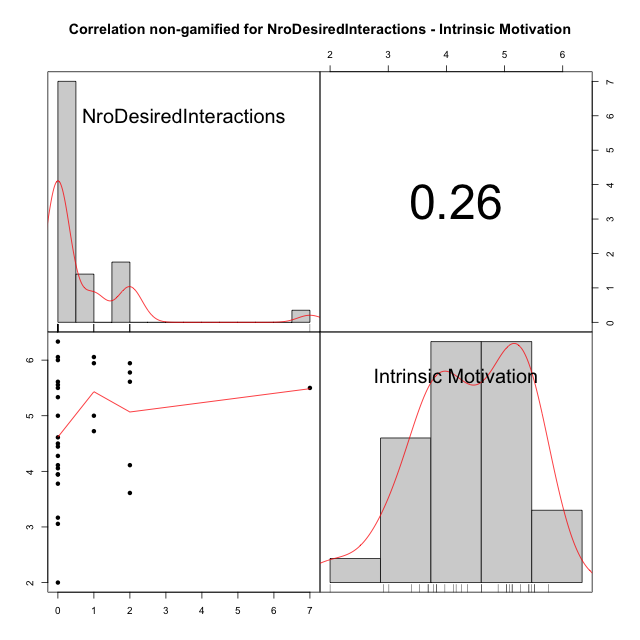 Correlation non-gamified for NroDesiredInteractions - Intrinsic Motivation
2 3 4 5 6
NroDesiredInteractions
0.26
7
6
5
4
3
2
1
0
Intrinsic Motivation
6
5
4
3
2
0 1 2 3 4 5 6 7